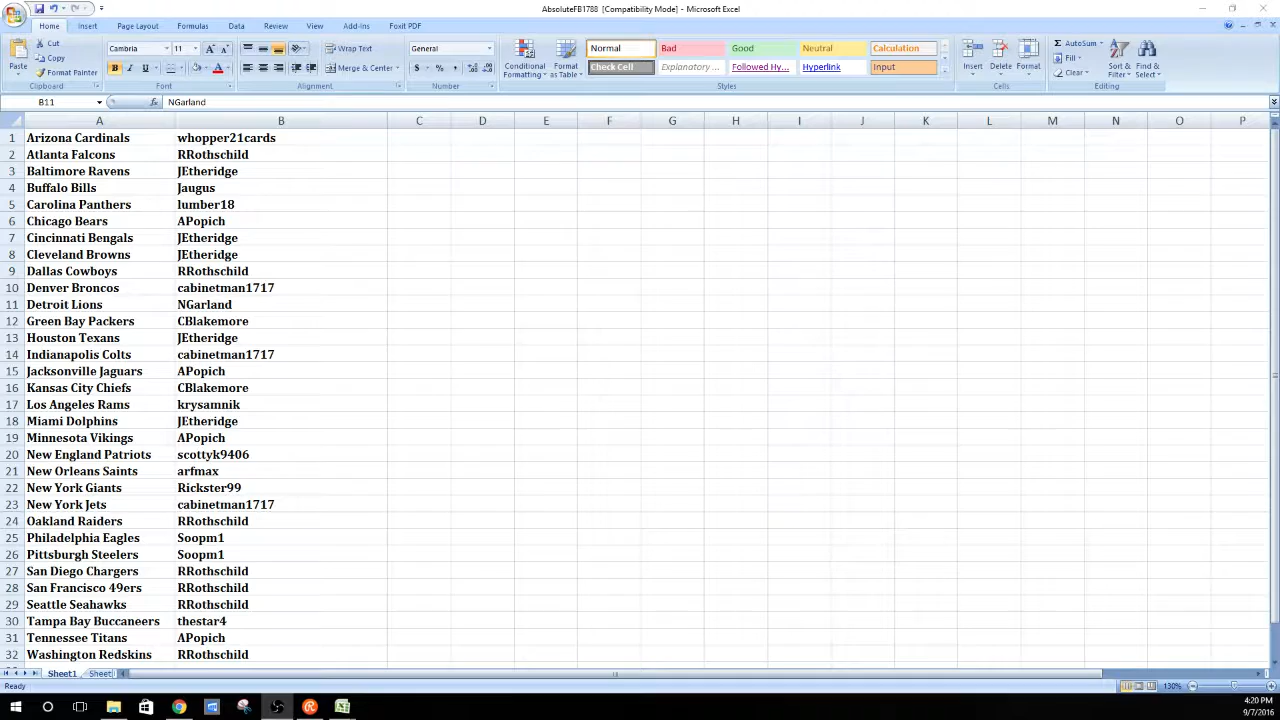 AbsoluteFB1788 [Compatibility Mode] - Microsoft Excel
Home Insert Page Layout Formulas Data Review View Add-Ins Foxit PDF
Cut
Copy
Format Painter
Paste
Clipboard
Cambria 11
B I U
Font
Wrap Text
Merge & Center
Alignment
General
$ % ,
Number
Conditional Formatting
Format as Table
Normal Bad Good Neutral Calculation
Check Cell Explanatory ... Followed Hy... Hyperlink Input
Styles
Insert Delete Format
Cells
AutoSum
Fill
Clear
Sort & Filter
Find & Select
Editing
B11 fx NGarland
A B C D E F G H I J K L M N O P
1 Arizona Cardinals whopper21cards
2 Atlanta Falcons RRothschild
3 Baltimore Ravens JEtheridge
4 Buffalo Bills Jaugus
5 Carolina Panthers lumber18
6 Chicago Bears APopich
7 Cincinnati Bengals JEtheridge
8 Cleveland Browns JEtheridge
9 Dallas Cowboys RRothschild
10 Denver Broncos cabinetman1717
11 Detroit Lions NGarland
12 Green Bay Packers CBlakemore
13 Houston Texans JEtheridge
14 Indianapolis Colts cabinetman1717
15 Jacksonville Jaguars APopich
16 Kansas City Chiefs CBlakemore
17 Los Angeles Rams krysamnik
18 Miami Dolphins JEtheridge
19 Minnesota Vikings APopich
20 New England Patriots scottyk9406
21 New Orleans Saints arfmax
22 New York Giants Rickster99
23 New York Jets cabinetman1717
24 Oakland Raiders RRothschild
25 Philadelphia Eagles Soopm1
26 Pittsburgh Steelers Soopm1
27 San Diego Chargers RRothschild
28 San Francisco 49ers RRothschild
29 Seattle Seahawks RRothschild
30 Tampa Bay Buccaneers thestar4
31 Tennessee Titans APopich
32 Washington Redskins RRothschild
Sheet1 Sheet
Ready 130%
4:20 PM
9/7/2016